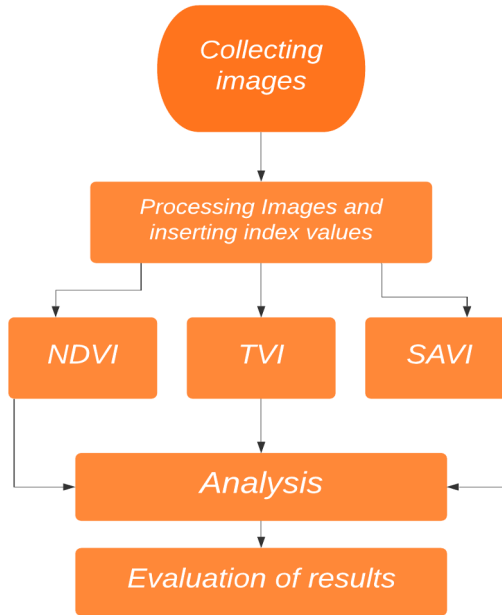 Collecting
images
Processing Images and
inserting index values
NDVI
TVI
SAVI
Analysis
Evaluation of results